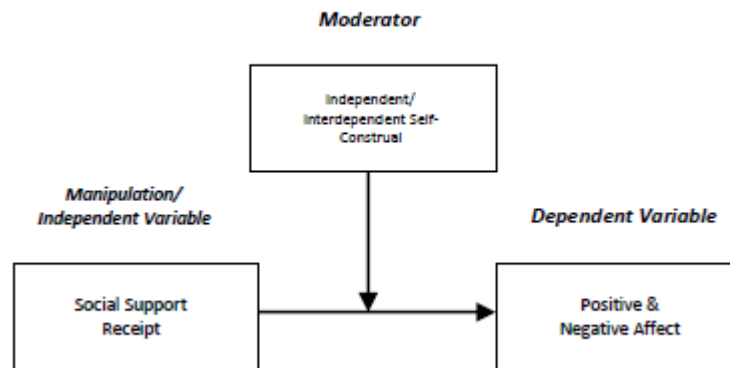 Moderator
Independent/
Interdependent Self-
Construal
Manipulation/
Independent Variable
Dependent Variable
Social Support
Receipt
Positive &
Negative Affect